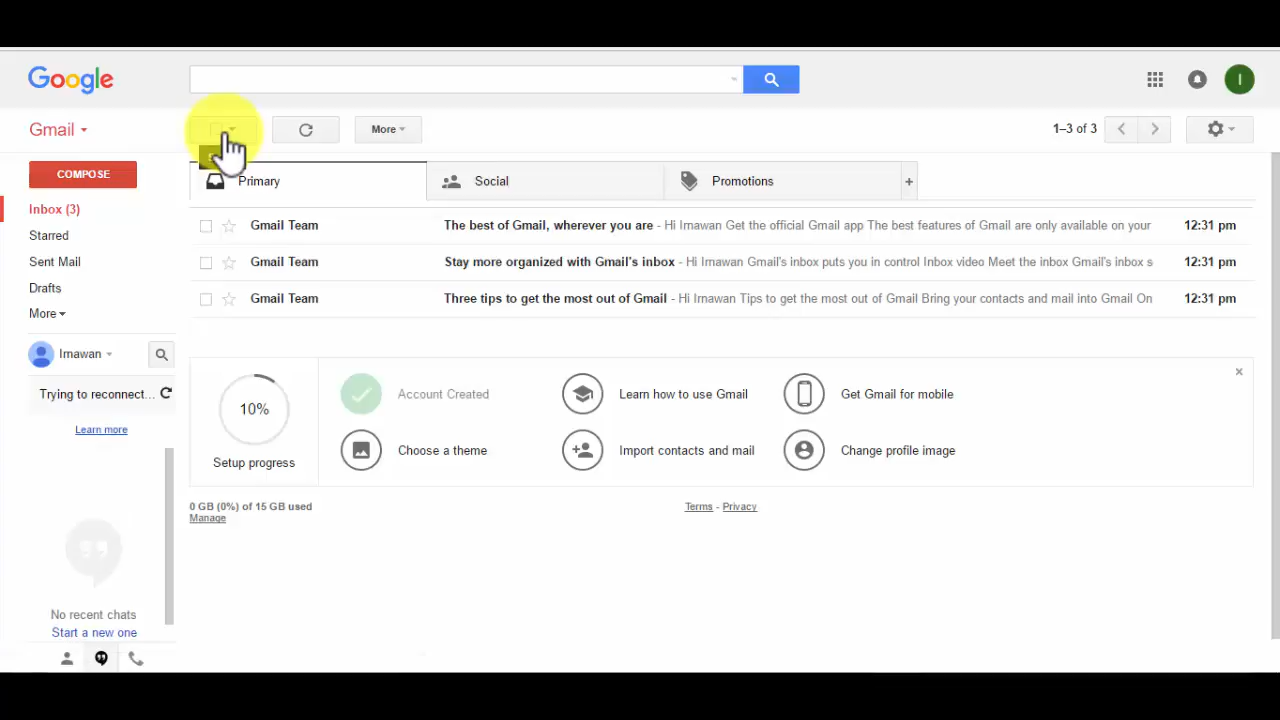 Google
I
Gmail
More
1–3 of 3
COMPOSE
Primary
Social
Promotions
+
Inbox (3)
Starred
Sent Mail
Drafts
More
Gmail Team The best of Gmail, wherever you are - Hi Irnawan Get the official Gmail app The best features of Gmail are only available on your 12:31 pm
Gmail Team Stay more organized with Gmail's inbox - Hi Irnawan Gmail's inbox puts you in control Inbox video Meet the inbox Gmail's inbox s 12:31 pm
Gmail Team Three tips to get the most out of Gmail - Hi Irnawan Tips to get the most out of Gmail Bring your contacts and mail into Gmail On 12:31 pm
Irnawan
Trying to reconnect...
Learn more
10%
Setup progress
Account Created
Learn how to use Gmail
Get Gmail for mobile
Choose a theme
Import contacts and mail
Change profile image
0 GB (0%) of 15 GB used
Manage
Terms - Privacy
No recent chats
Start a new one